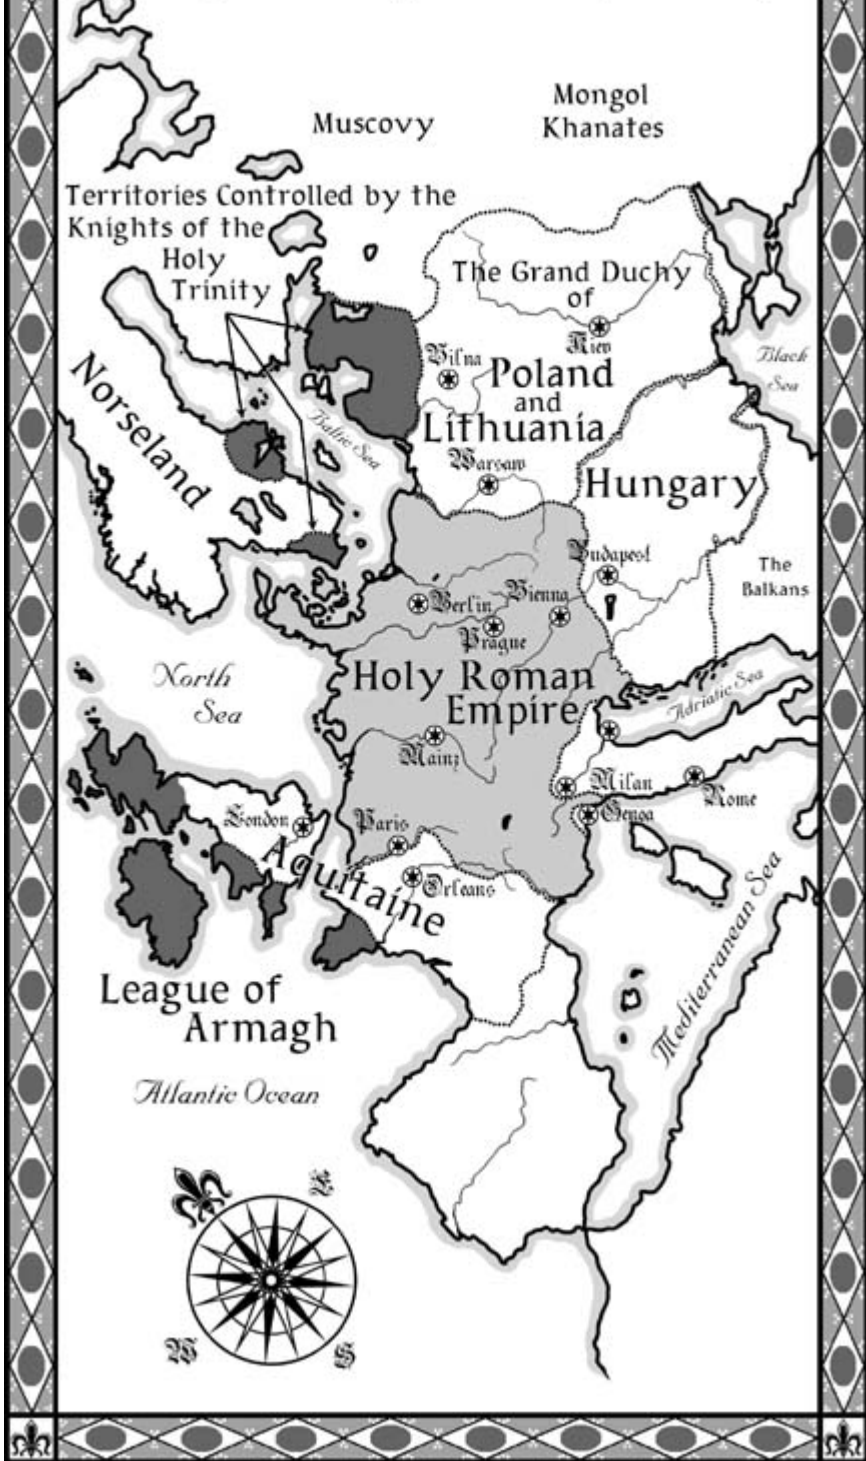 Mongol
Khanates
Muscovy
Territories Controlled by the
Knights of the
Holy
Trinity
The Grand Duchy
of
Kiev
Vilna
Poland
and
Lithuania
Black
Sea
Norseland
Baltic Sea
Warsaw
Hungary
Budapest
The
Balkans
Berlin
Vienna
Prague
North
Sea
Holy Roman
Empire
Adriatic Sea
Mainz
Milan
Rome
Genoa
London
Paris
Aquitaine
Orleans
Mediterranean Sea
League of
Armagh
Atlantic Ocean
E
W
S